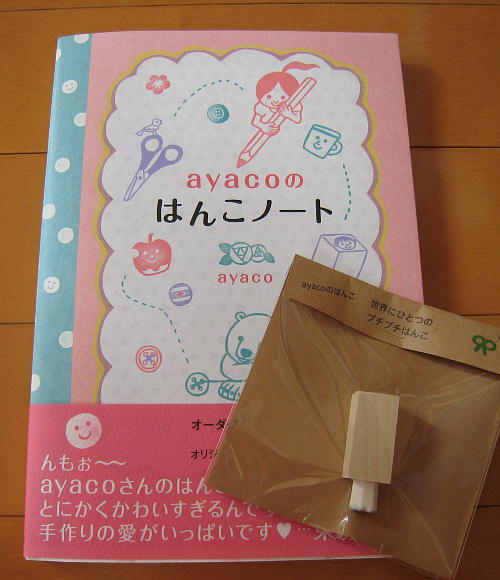 ayacoの
はんこノート
ayaco
ayacoのはんこ
世界にひとつの
プチプチはんこ
オーダ
オリジ
んもぉ〜〜
ayacoさんのはんこ
とにかくかわいすぎるんで
手作りの愛がいっぱいです♥…